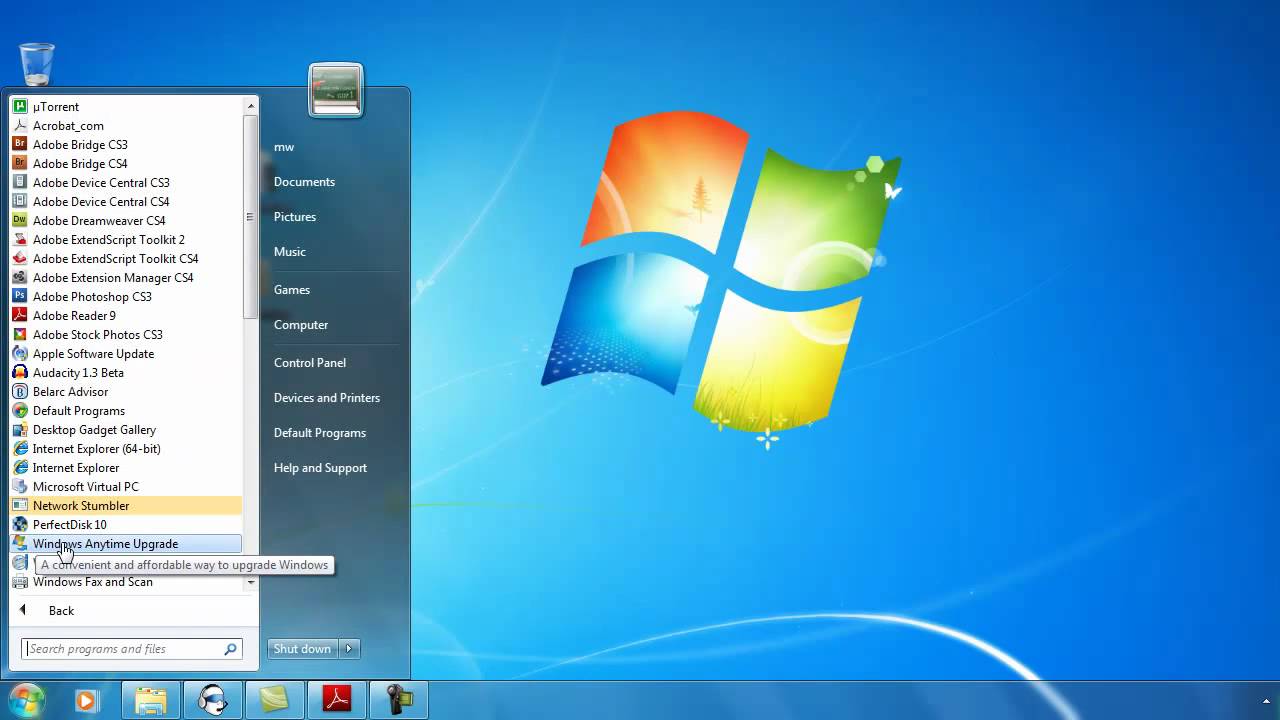 µTorrent
Acrobat_com
Adobe Bridge CS3
Adobe Bridge CS4
Adobe Device Central CS3
Adobe Device Central CS4
Adobe Dreamweaver CS4
Adobe ExtendScript Toolkit 2
Adobe ExtendScript Toolkit CS4
Adobe Extension Manager CS4
Adobe Photoshop CS3
Adobe Reader 9
Adobe Stock Photos CS3
Apple Software Update
Audacity 1.3 Beta
Belarc Advisor
Default Programs
Desktop Gadget Gallery
Internet Explorer (64-bit)
Internet Explorer
Microsoft Virtual PC
Network Stumbler
PerfectDisk 10
Windows Anytime Upgrade
A convenient and affordable way to upgrade Windows
Windows Fax and Scan
Back
Search programs and files
mw
Documents
Pictures
Music
Games
Computer
Control Panel
Devices and Printers
Default Programs
Help and Support
Shut down